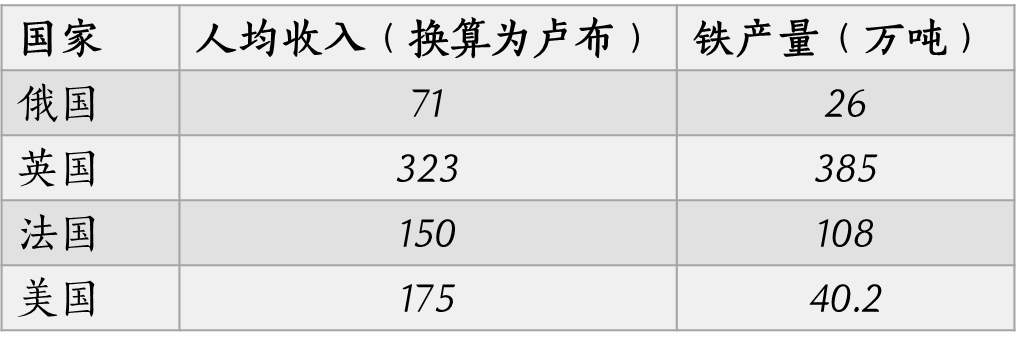 国家 人均收入（换算为卢布） 铁产量（万吨）
俄国 71 26
英国 323 385
法国 150 108
美国 175 40.2